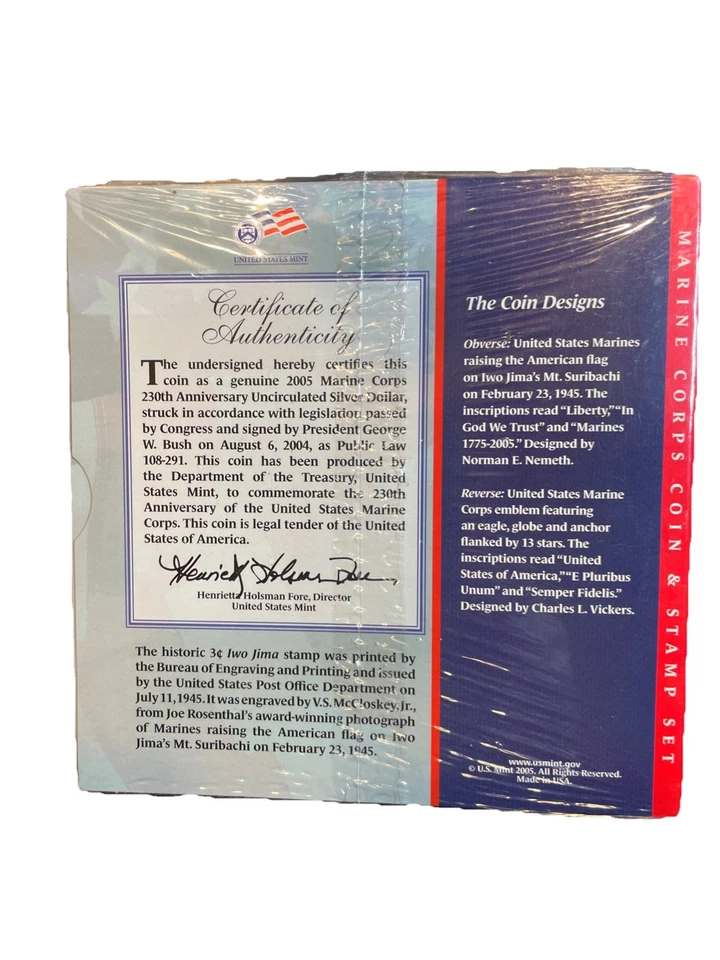 UNITED STATES MINT
Certificate of
Authenticity
The undersigned hereby certifies this
coin as a genuine 2005 Marine Corps
230th Anniversary Uncirculated Silver Dollar,
struck in accordance with legislation passed
by Congress and signed by President George
W. Bush on August 6, 2004, as Public Law
108-291. This coin has been produced by
the Department of the Treasury, United
States Mint, to commemorate the 230th
Anniversary of the United States Marine
Corps. This coin is legal tender of the United
States of America.
Henrietta Holsman Fore
Henrietta Holsman Fore, Director
United States Mint
The historic 3¢ Iwo Jima stamp was printed by
the Bureau of Engraving and Printing and issued
by the United States Post Office Department on
July 11, 1945. It was engraved by V.S. McCloskey, Jr.,
from Joe Rosenthal's award-winning photograph
of Marines raising the American flag on Iwo
Jima's Mt. Suribachi on February 23, 1945.
The Coin Designs
Obverse: United States Marines
raising the American flag
on Iwo Jima's Mt. Suribachi
on February 23, 1945. The
inscriptions read “Liberty,” “In
God We Trust” and “Marines
1775-2005.” Designed by
Norman E. Nemeth.
Reverse: United States Marine
Corps emblem featuring
an eagle, globe and anchor
flanked by 13 stars. The
inscriptions read “United
States of America,” “E Pluribus
Unum” and “Semper Fidelis.”
Designed by Charles L. Vickers.
www.usmint.gov
© U.S. Mint 2005. All Rights Reserved.
Made in USA.
MARINE CORPS COIN & STAMP SET